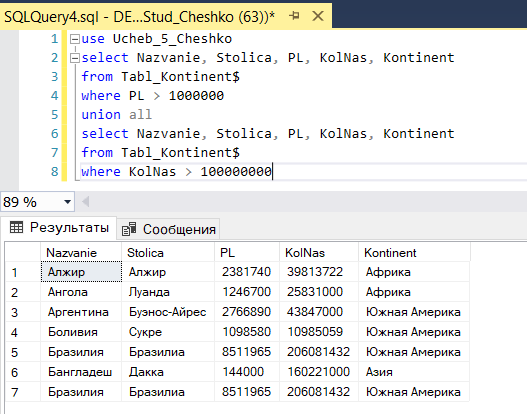 SQLQuery4.sql - DE...Stud_Cheshko (63))*
1 use Ucheb_5_Cheshko
2 select Nazvanie, Stolica, PL, KolNas, Kontinent
3 from Tabl_Kontinent$
4 where PL > 1000000
5 union all
6 select Nazvanie, Stolica, PL, KolNas, Kontinent
7 from Tabl_Kontinent$
8 where KolNas > 100000000
89 %
Результаты Сообщения
Nazvanie Stolica PL KolNas Kontinent
1 Алжир Алжир 2381740 39813722 Африка
2 Ангола Луанда 1246700 25831000 Африка
3 Аргентина Буэнос-Айрес 2766890 43847000 Южная Америка
4 Боливия Сукре 1098580 10985059 Южная Америка
5 Бразилия Бразилиа 8511965 206081432 Южная Америка
6 Бангладеш Дакка 144000 160221000 Азия
7 Бразилия Бразилиа 8511965 206081432 Южная Америка